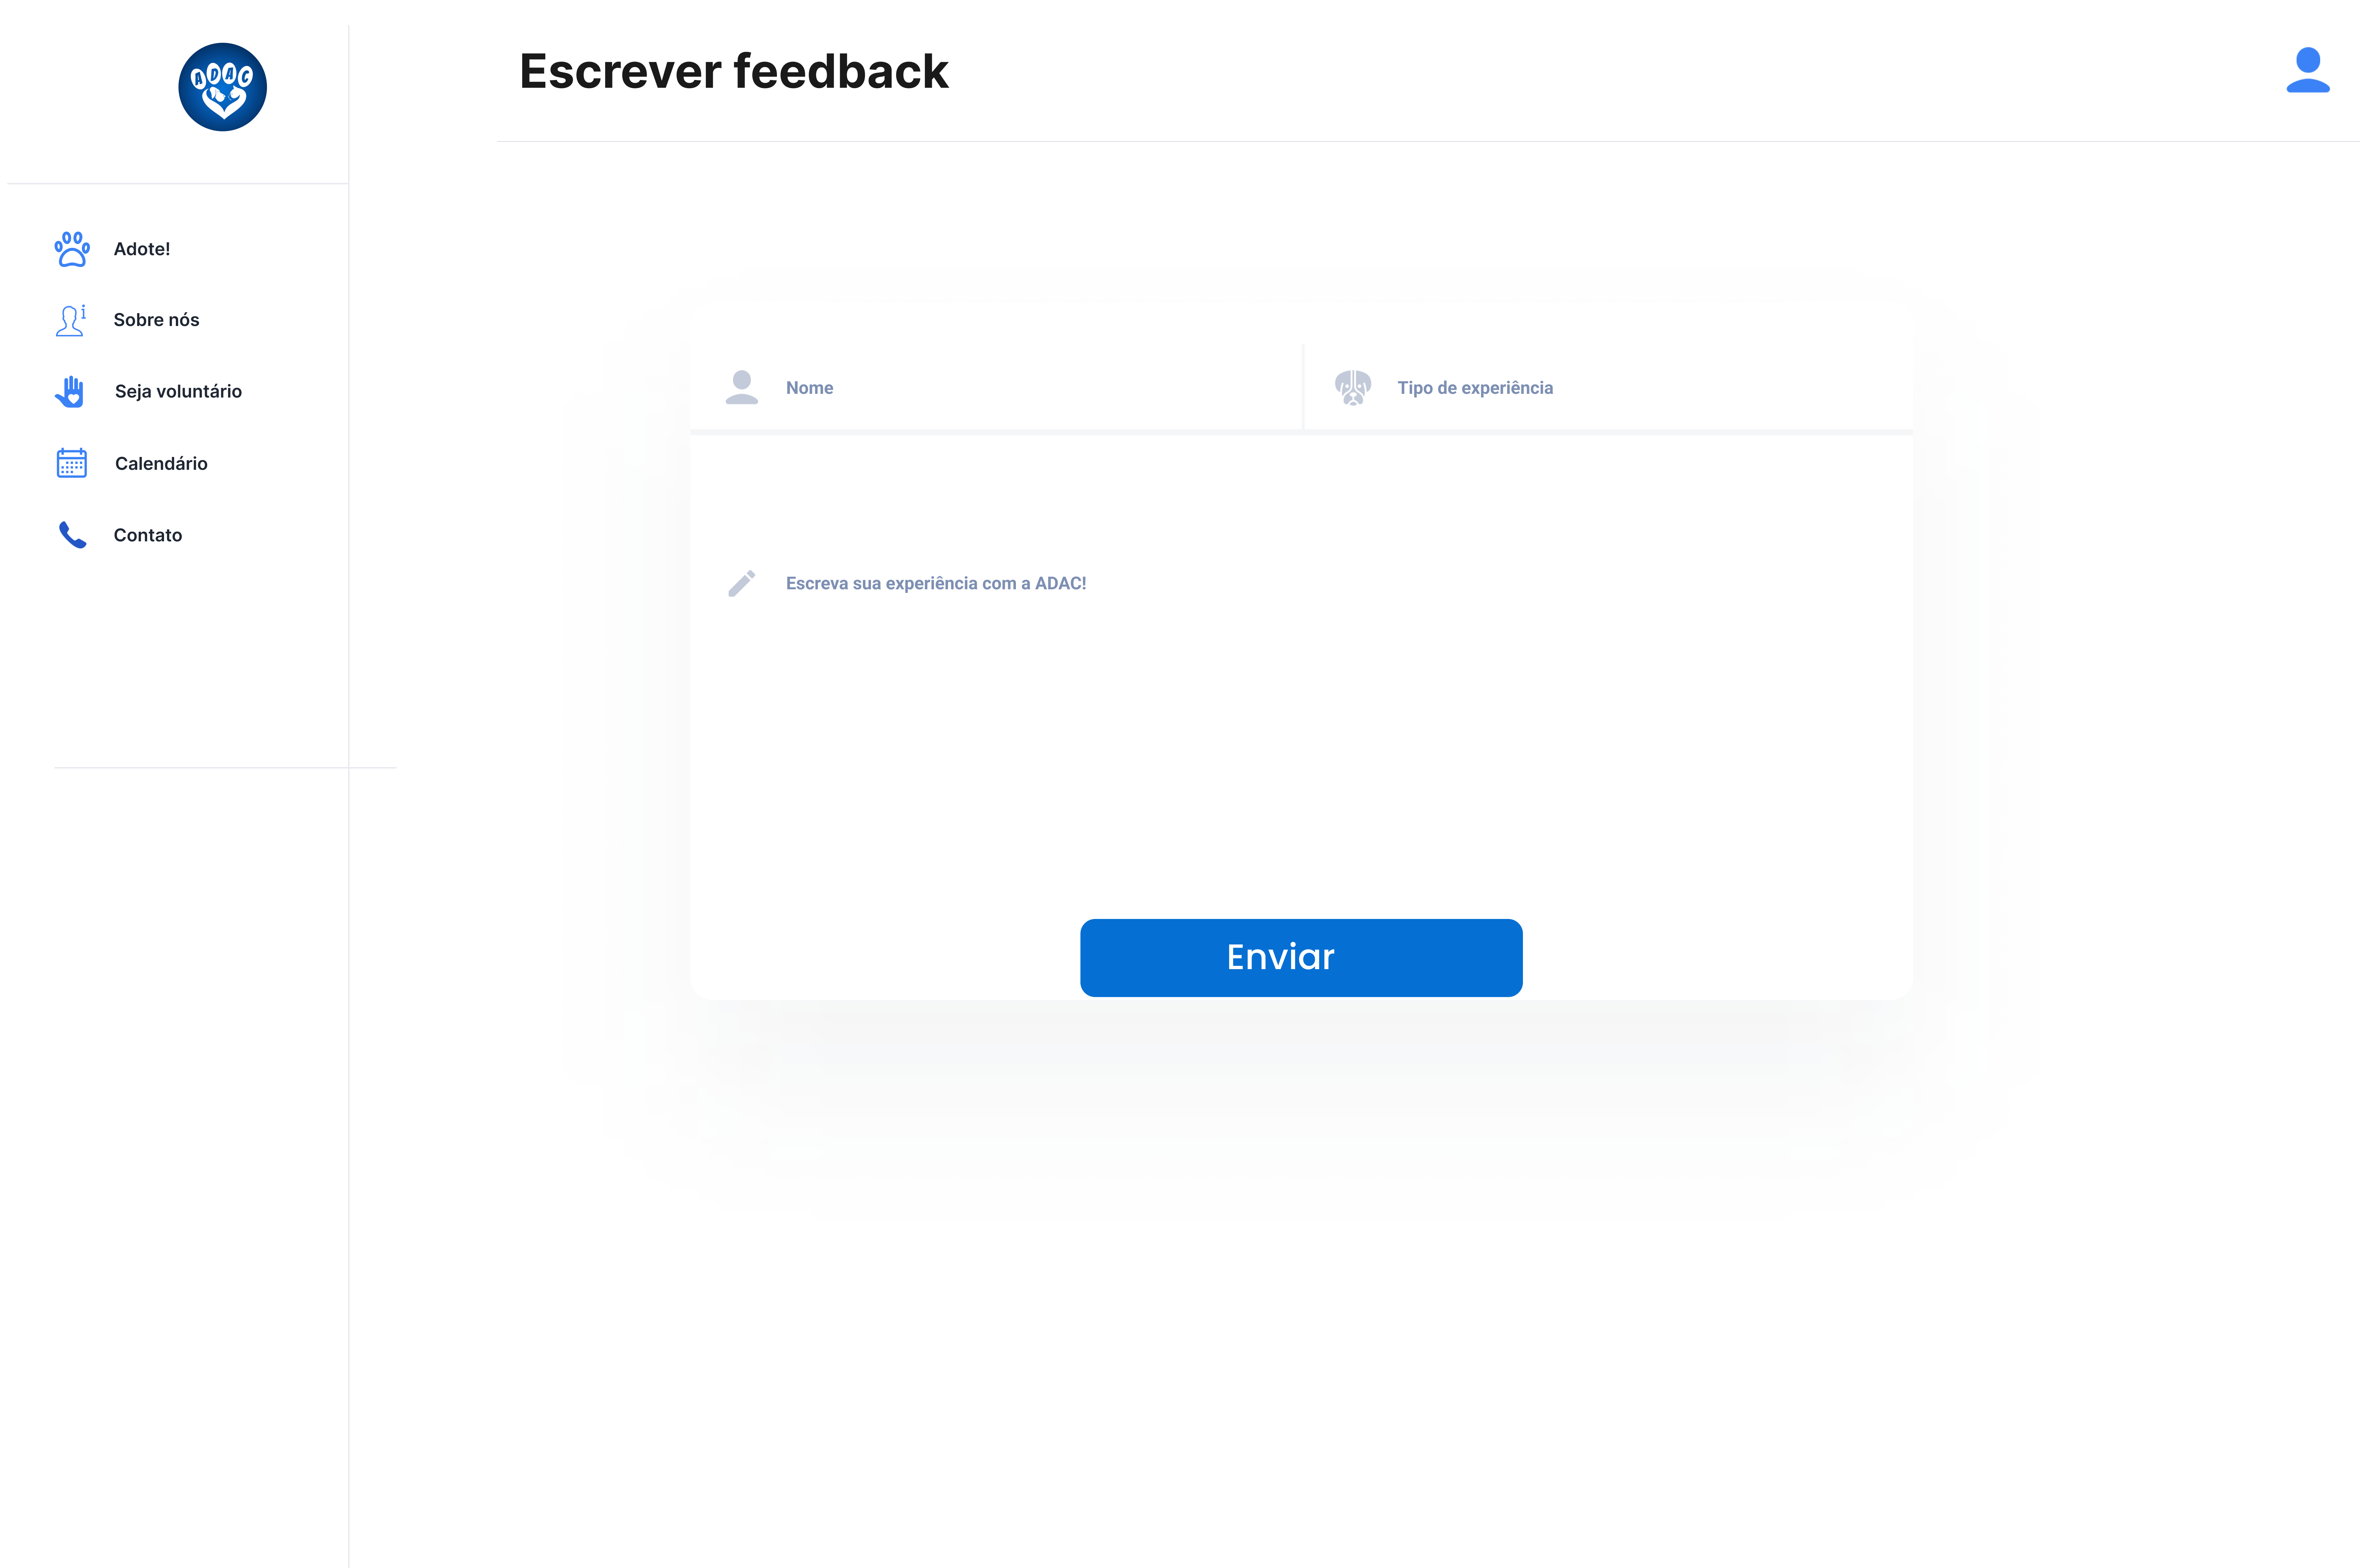 ADAC
Escrever feedback
Adote!
Sobre nós
Seja voluntário
Calendário
Contato
Nome
Tipo de experiência
Escreva sua experiência com a ADAC!
Enviar